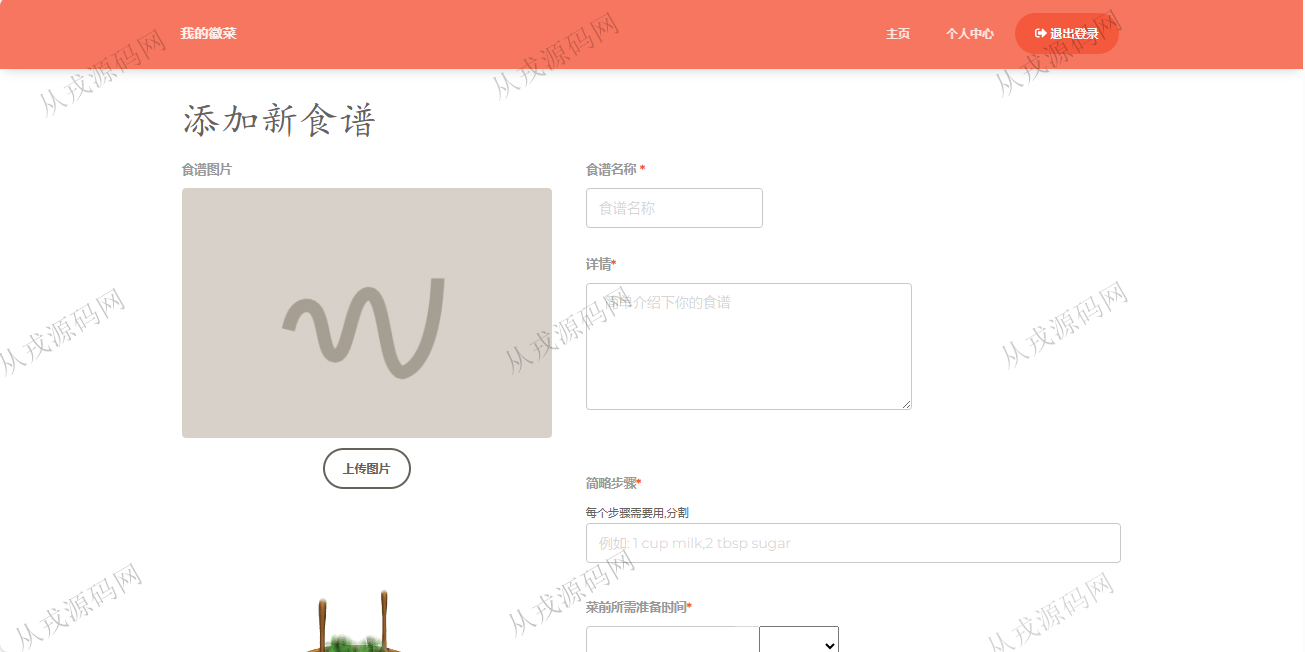 我的徽菜
主页
个人中心
退出登录
添加新食谱
食谱图片
食谱名称 *
食谱名称
详情*
简单介绍下你的食谱
上传图片
简略步骤*
每个步骤需要用,分割
例如: 1 cup milk,2 tbsp sugar
菜前所需准备时间*
从戎源码网
从戎源码网
从戎源码网
从戎源码网
从戎源码网
从戎源码网
从戎源码网
从戎源码网
从戎源码网